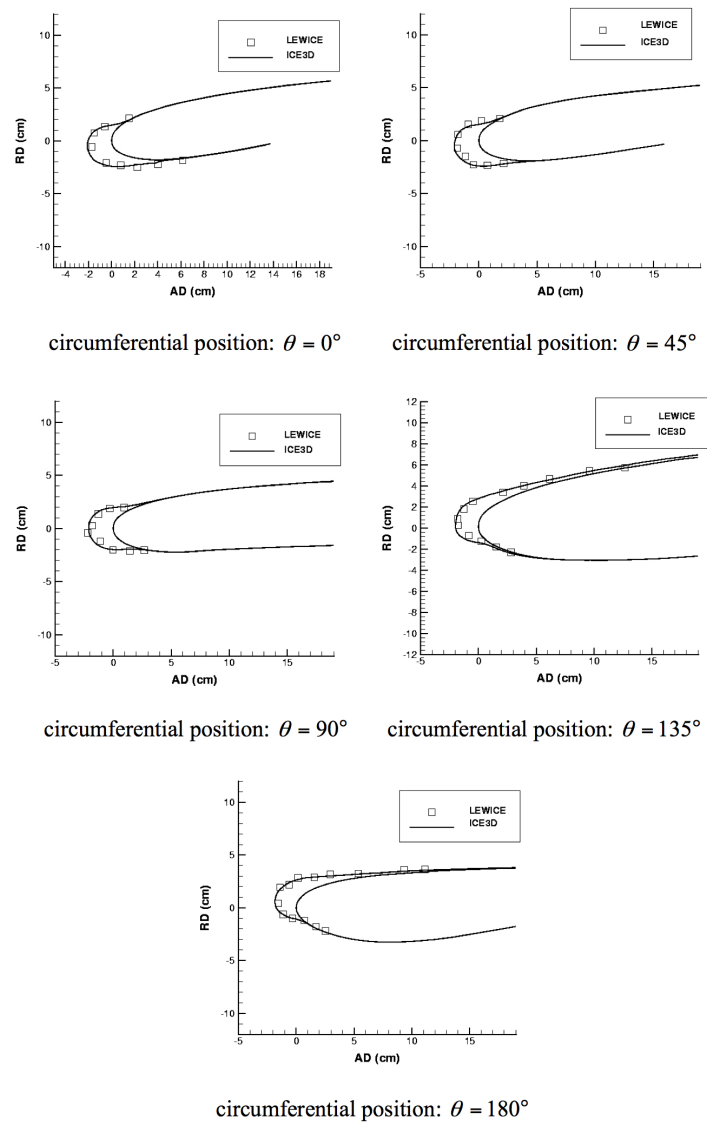 LEWICE
ICE3D
10
5
0
-5
-10
RD (cm)
-4 -2 0 2 4 6 8 10 12 14 16 18
AD (cm)
circumferential position: θ = 0°
LEWICE
ICE3D
10
5
0
-5
-10
RD (cm)
-5 0 5 10 15
AD (cm)
circumferential position: θ = 45°
LEWICE
ICE3D
10
5
0
-5
-10
RD (cm)
-5 0 5 10 15
AD (cm)
circumferential position: θ = 90°
LEWICE
ICE3D
12
10
8
6
4
2
0
-2
-4
-6
-8
-10
-12
RD (cm)
-5 0 5 10 15
AD (cm)
circumferential position: θ = 135°
LEWICE
ICE3D
10
5
0
-5
-10
RD (cm)
-5 0 5 10 15
AD (cm)
circumferential position: θ = 180°